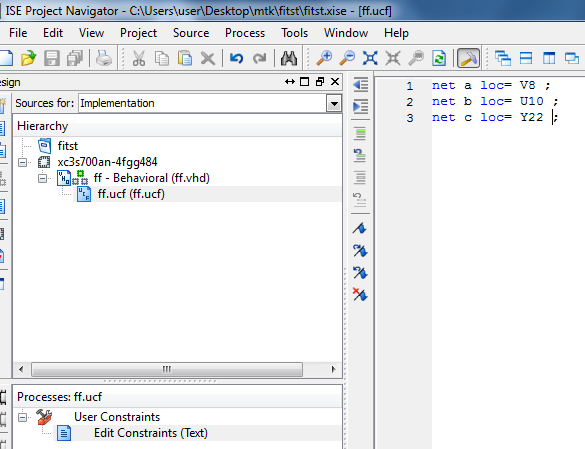 ISE Project Navigator - C:\Users\user\Desktop\mtk\fitst\fitst.xise - [ff.ucf]
File Edit View Project Source Process Tools Window Help
Sources for: Implementation
Hierarchy
fitst
xc3s700an-4fgg484
ff - Behavioral (ff.vhd)
ff.ucf (ff.ucf)
1 net a loc= V8 ;
2 net b loc= U10 ;
3 net c loc= Y22 ;
Processes: ff.ucf
User Constraints
Edit Constraints (Text)